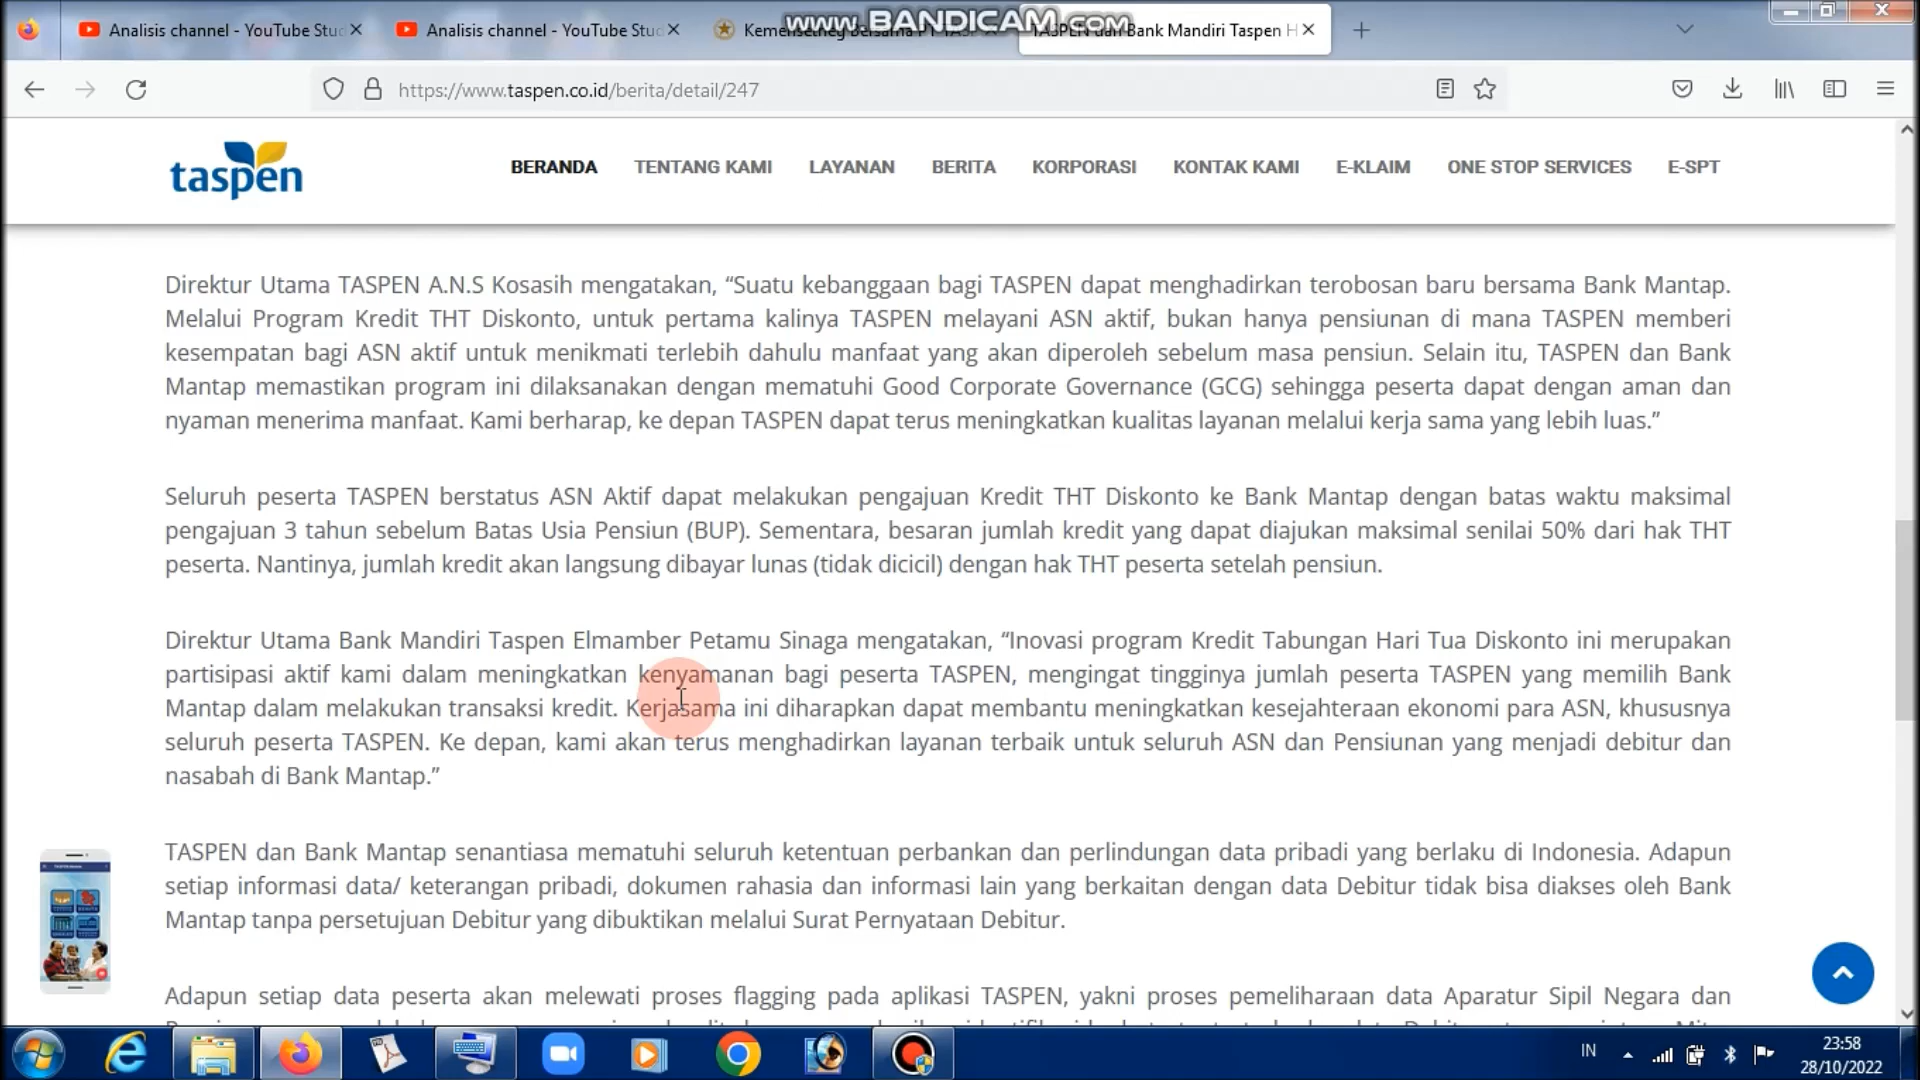 www.BANDICAM.com
Analisis channel - YouTube Stud
Analisis channel - YouTube Stud
Kemensetneg Bersama PT TASP
TASPEN dan Bank Mandiri Taspen H
https://www.taspen.co.id/berita/detail/247
taspen
BERANDA TENTANG KAMI LAYANAN BERITA KORPORASI KONTAK KAMI E-KLAIM ONE STOP SERVICES E-SPT
Direktur Utama TASPEN A.N.S Kosasih mengatakan, “Suatu kebanggaan bagi TASPEN dapat menghadirkan terobosan baru bersama Bank Mantap.
Melalui Program Kredit THT Diskonto, untuk pertama kalinya TASPEN melayani ASN aktif, bukan hanya pensiunan di mana TASPEN memberi
kesempatan bagi ASN aktif untuk menikmati terlebih dahulu manfaat yang akan diperoleh sebelum masa pensiun. Selain itu, TASPEN dan Bank
Mantap memastikan program ini dilaksanakan dengan mematuhi Good Corporate Governance (GCG) sehingga peserta dapat dengan aman dan
nyaman menerima manfaat. Kami berharap, ke depan TASPEN dapat terus meningkatkan kualitas layanan melalui kerja sama yang lebih luas.”
Seluruh peserta TASPEN berstatus ASN Aktif dapat melakukan pengajuan Kredit THT Diskonto ke Bank Mantap dengan batas waktu maksimal
pengajuan 3 tahun sebelum Batas Usia Pensiun (BUP). Sementara, besaran jumlah kredit yang dapat diajukan maksimal senilai 50% dari hak THT
peserta. Nantinya, jumlah kredit akan langsung dibayar lunas (tidak dicicil) dengan hak THT peserta setelah pensiun.
Direktur Utama Bank Mandiri Taspen Elmamber Petamu Sinaga mengatakan, “Inovasi program Kredit Tabungan Hari Tua Diskonto ini merupakan
partisipasi aktif kami dalam meningkatkan kenyamanan bagi peserta TASPEN, mengingat tingginya jumlah peserta TASPEN yang memilih Bank
Mantap dalam melakukan transaksi kredit. Kerjasama ini diharapkan dapat membantu meningkatkan kesejahteraan ekonomi para ASN, khususnya
seluruh peserta TASPEN. Ke depan, kami akan terus menghadirkan layanan terbaik untuk seluruh ASN dan Pensiunan yang menjadi debitur dan
nasabah di Bank Mantap.”
TASPEN dan Bank Mantap senantiasa mematuhi seluruh ketentuan perbankan dan perlindungan data pribadi yang berlaku di Indonesia. Adapun
setiap informasi data/ keterangan pribadi, dokumen rahasia dan informasi lain yang berkaitan dengan data Debitur tidak bisa diakses oleh Bank
Mantap tanpa persetujuan Debitur yang dibuktikan melalui Surat Pernyataan Debitur.
Adapun setiap data peserta akan melewati proses flagging pada aplikasi TASPEN, yakni proses pemeliharaan data Aparatur Sipil Negara dan
IN
23:58
28/10/2022